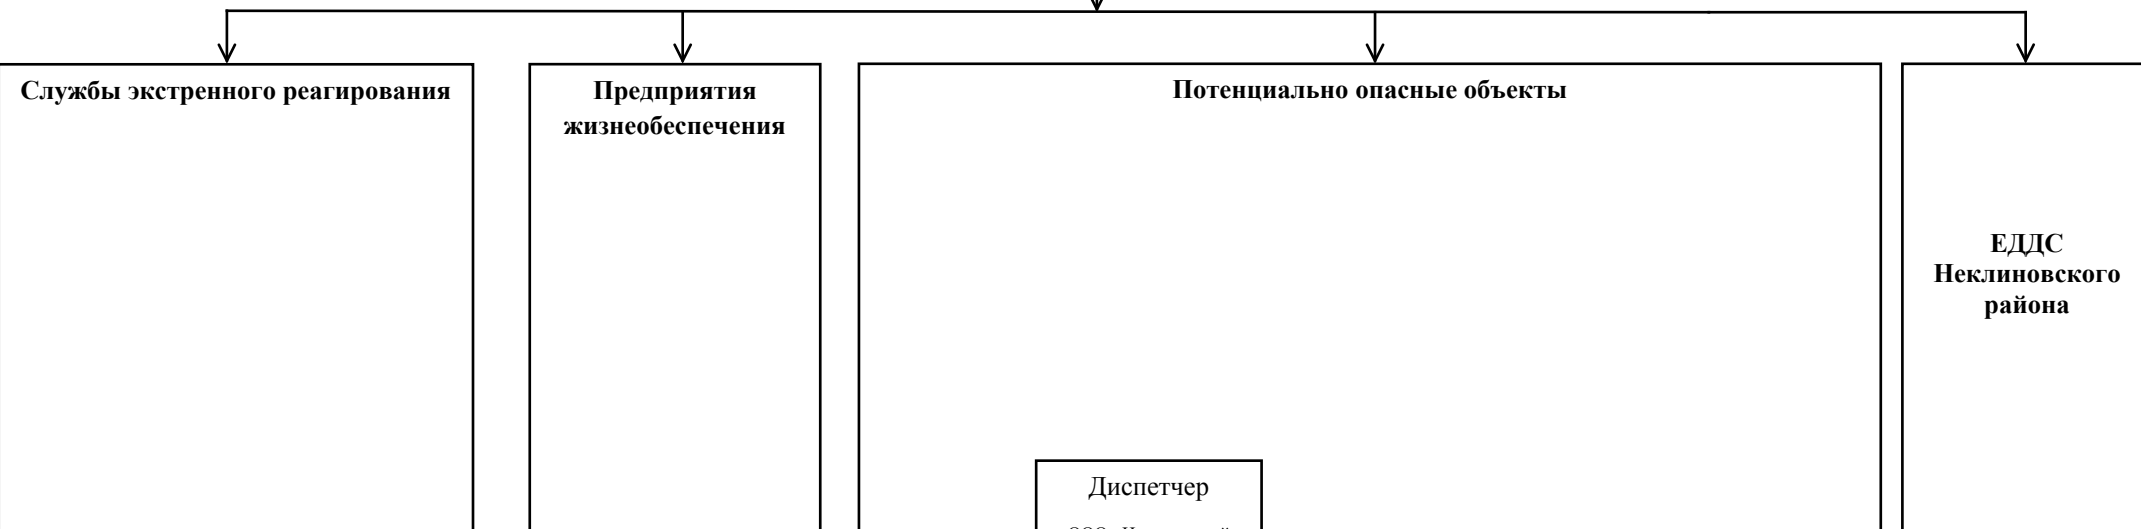 Службы экстренного реагирования
Предприятия
жизнеобеспечения
Потенциально опасные объекты
ЕДДС
Неклиновского
района
Диспетчер